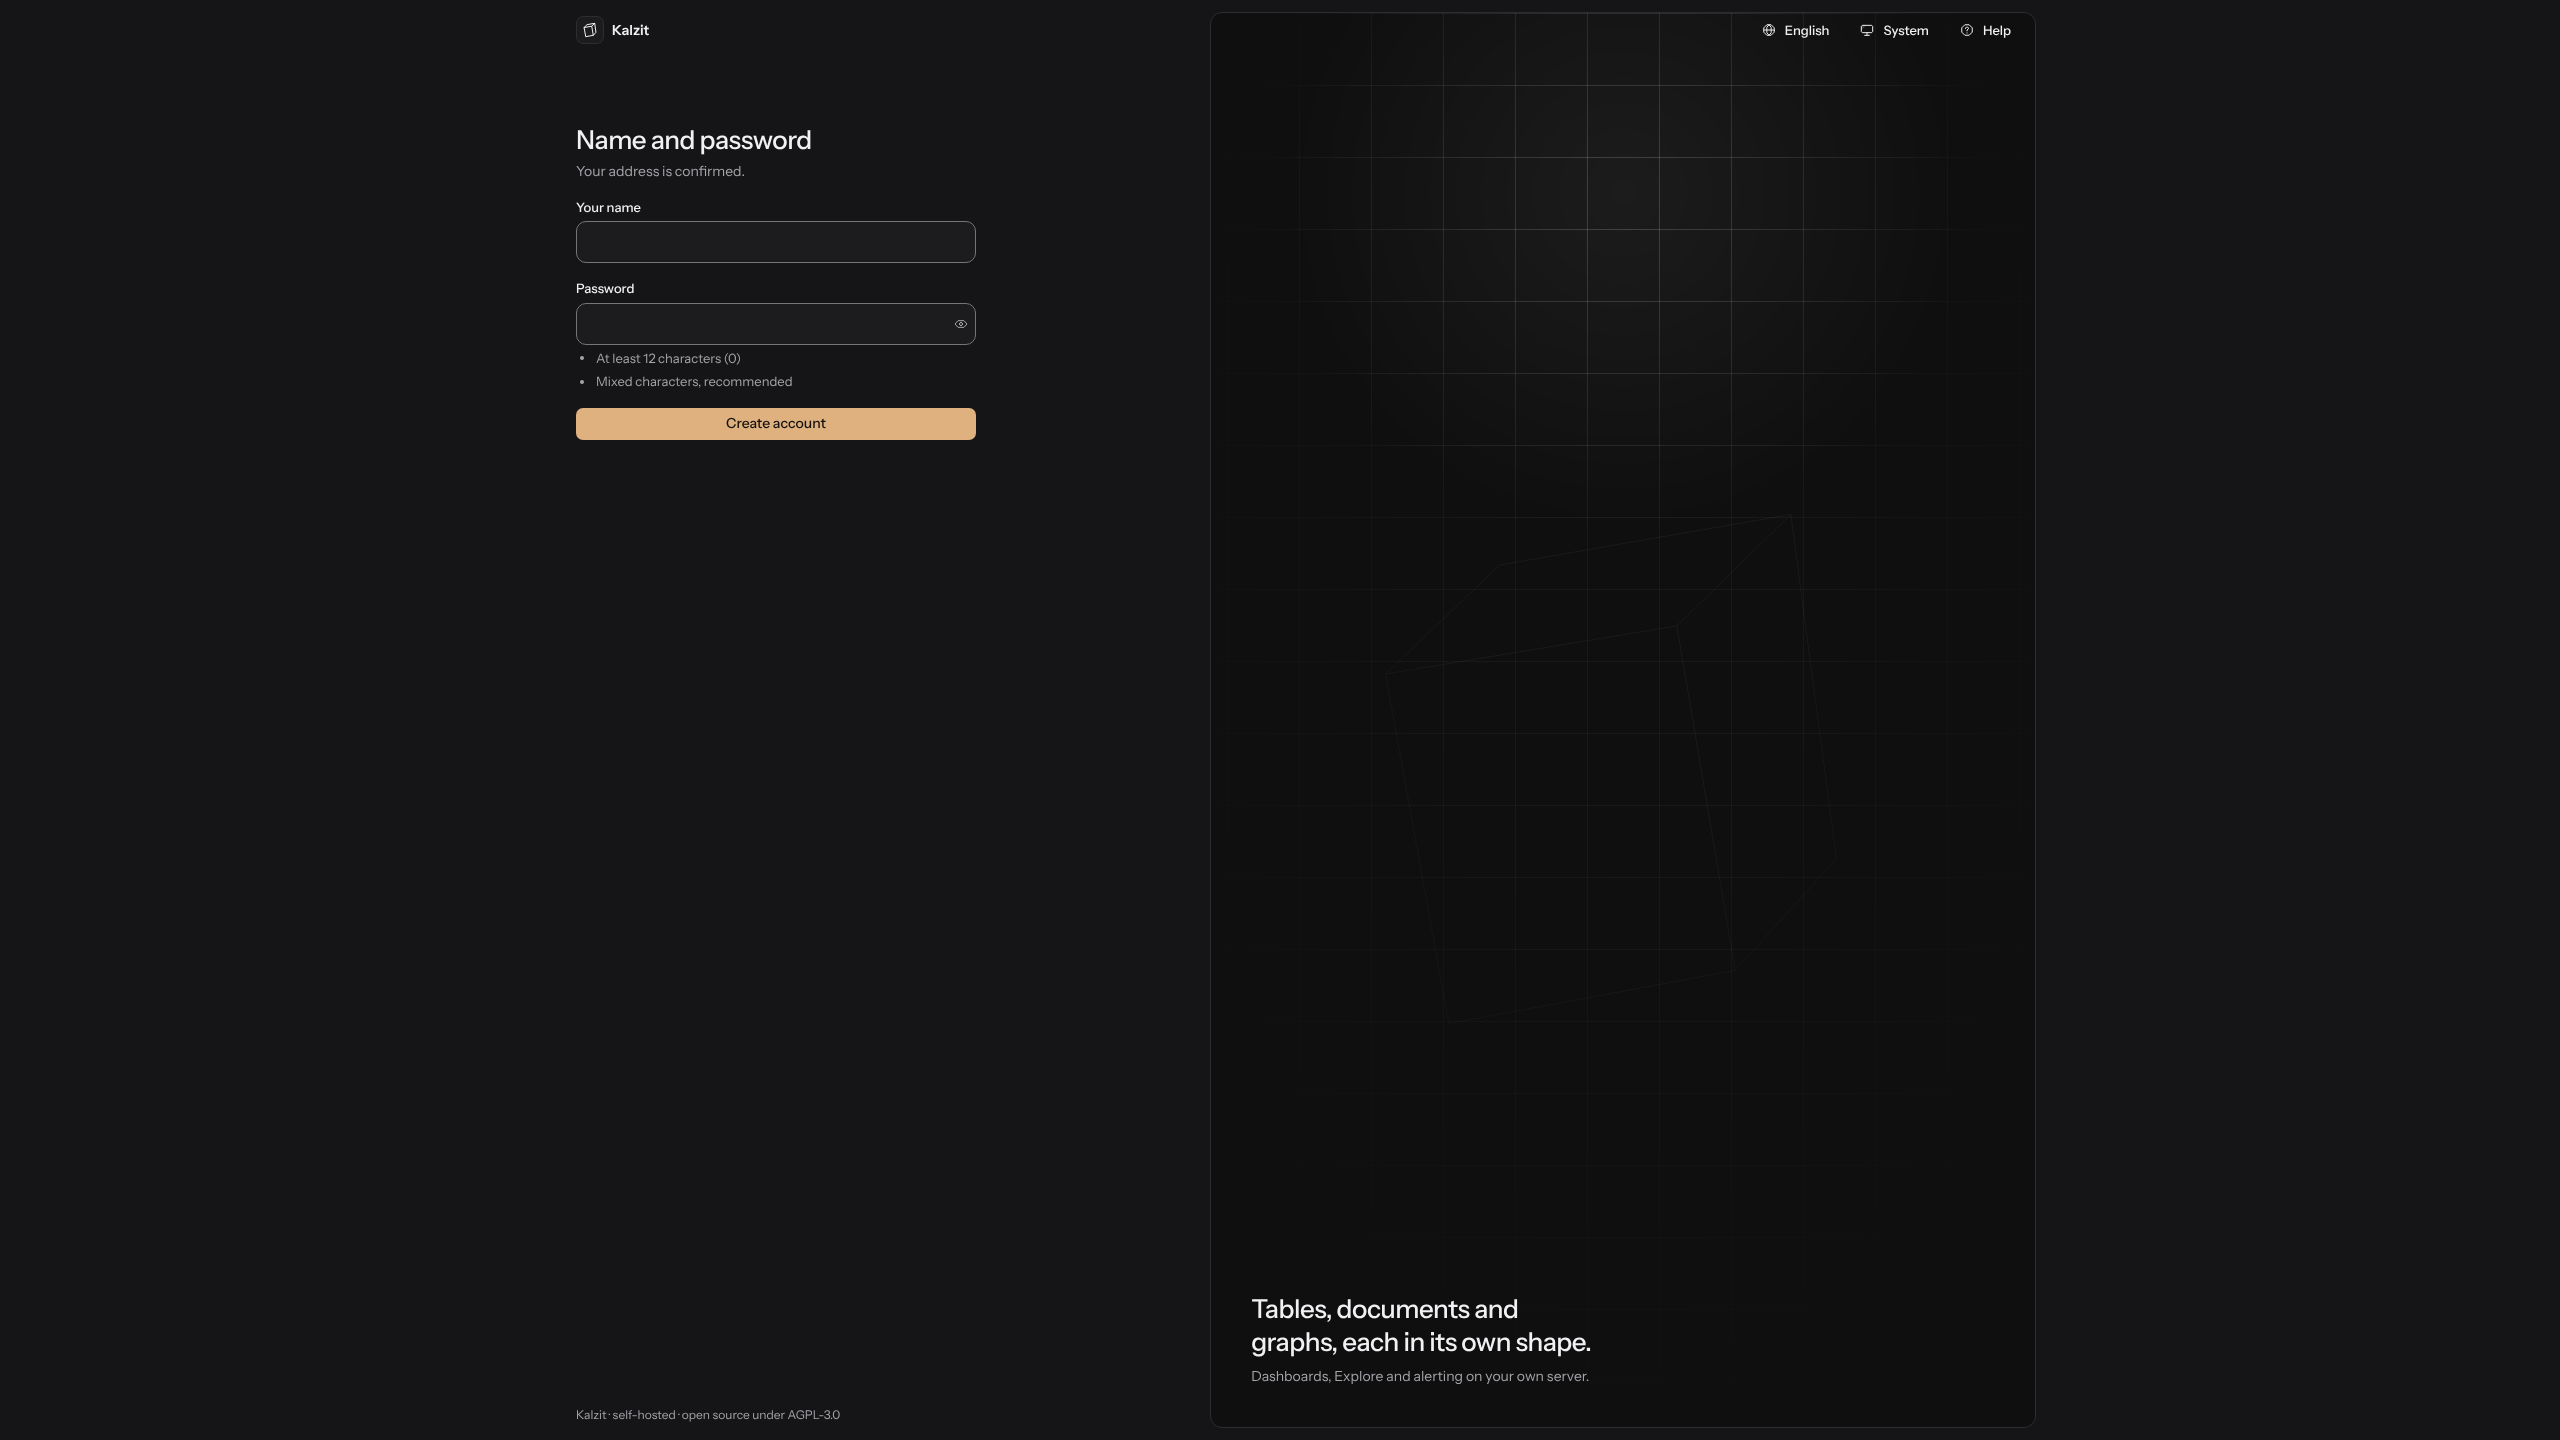 Kalzit
English
System
Help
Name and password
Your address is confirmed.
Your name
Password
At least 12 characters (0)
Mixed characters, recommended
Create account
Tables, documents and
graphs, each in its own shape.
Dashboards, Explore and alerting on your own server.
Kalzit · self-hosted · open source under AGPL-3.0